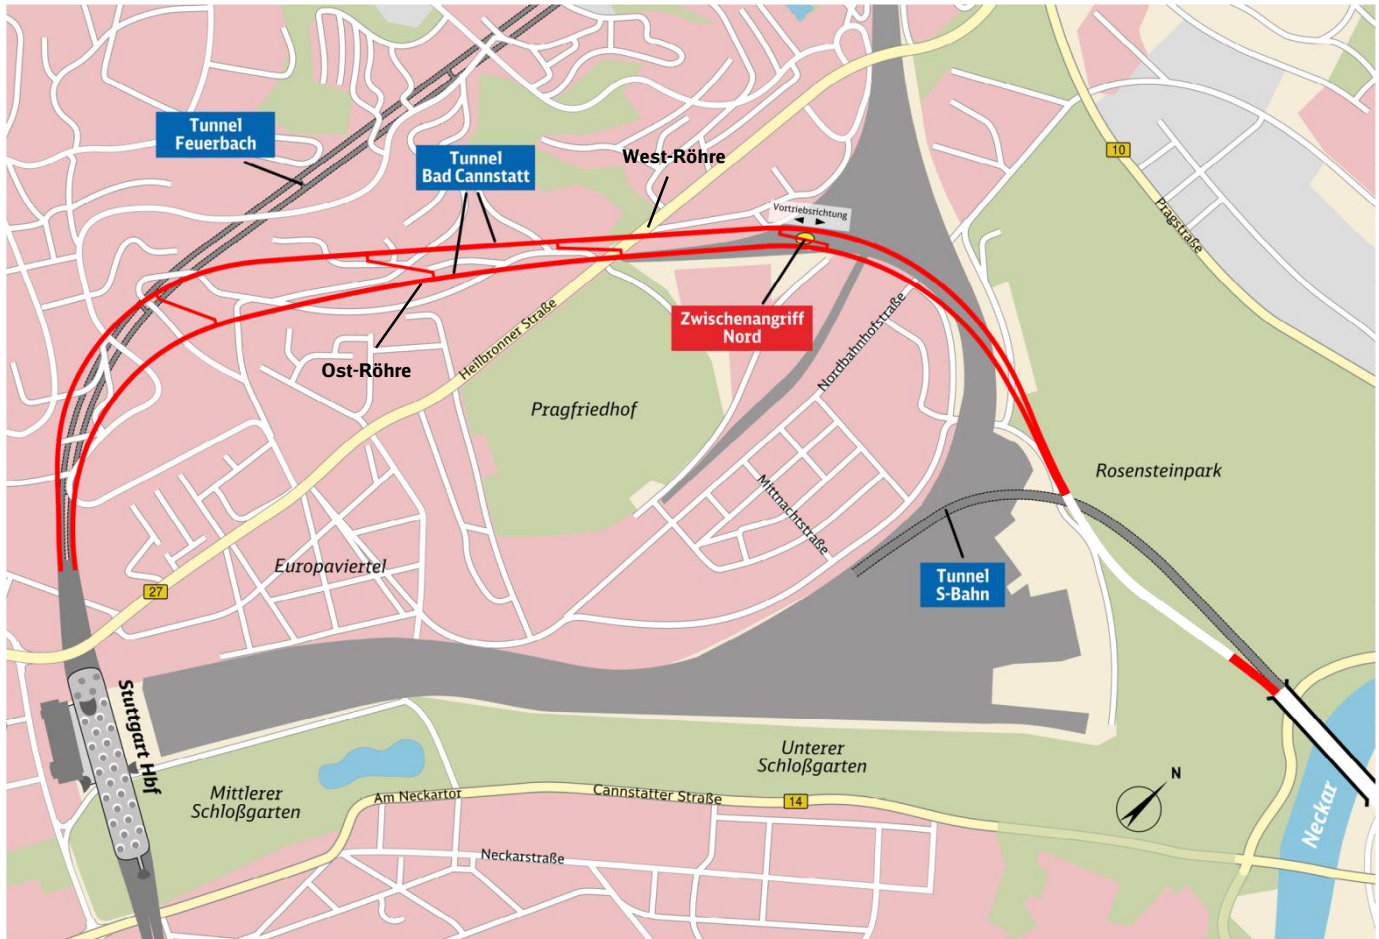 Tunnel
Feuerbach
Tunnel
Bad Cannstatt
West-Röhre
10
Pragstraße
Vortriebsrichtung
Zwischenangriff
Nord
Heilbronner Straße
Nordbahnhofstraße
Ost-Röhre
Pragfriedhof
Rosensteinpark
Mittnachtstraße
Europaviertel
27
Tunnel
S-Bahn
Stuttgart Hbf
Unterer
Schloßgarten
Mittlerer
Schloßgarten
Am Neckartor
Cannstatter Straße
14
N
Neckar
Neckarstraße